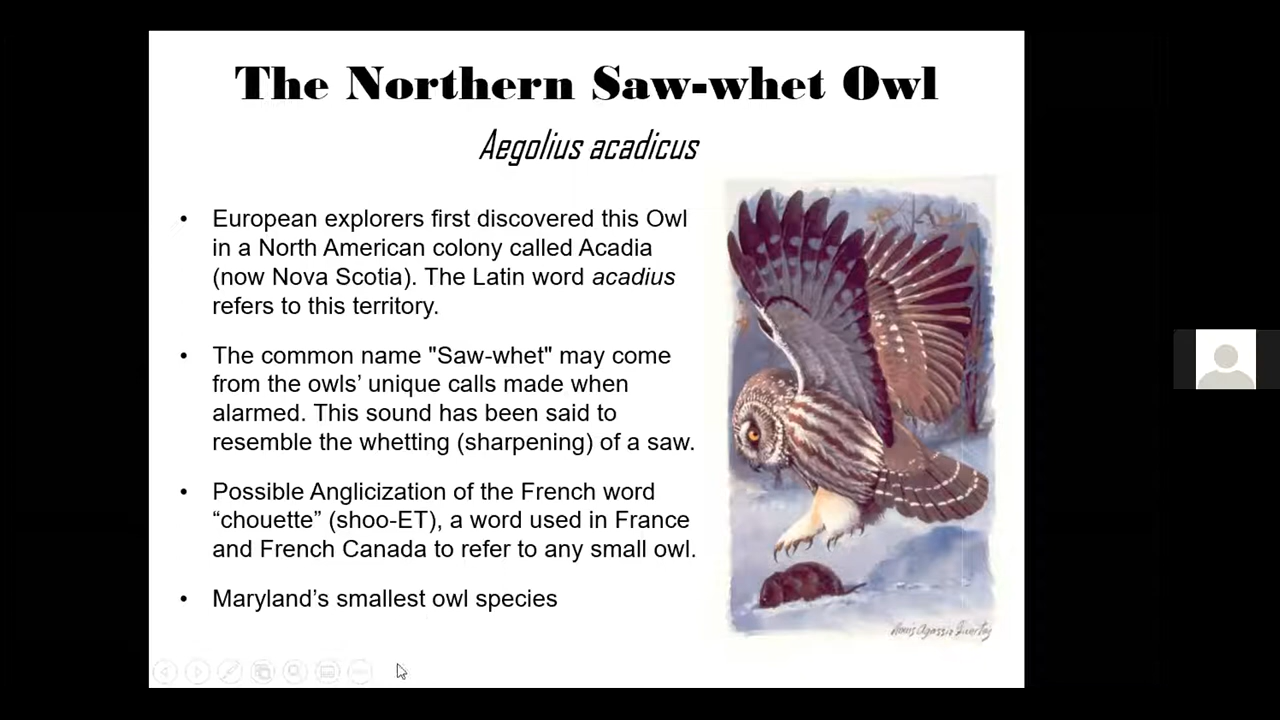 The Northern Saw-whet Owl
Aegolius acadicus
• European explorers first discovered this Owl
in a North American colony called Acadia
(now Nova Scotia). The Latin word acadius
refers to this territory.
• The common name "Saw-whet" may come
from the owls’ unique calls made when
alarmed. This sound has been said to
resemble the whetting (sharpening) of a saw.
• Possible Anglicization of the French word
“chouette” (shoo-ET), a word used in France
and French Canada to refer to any small owl.
• Maryland’s smallest owl species